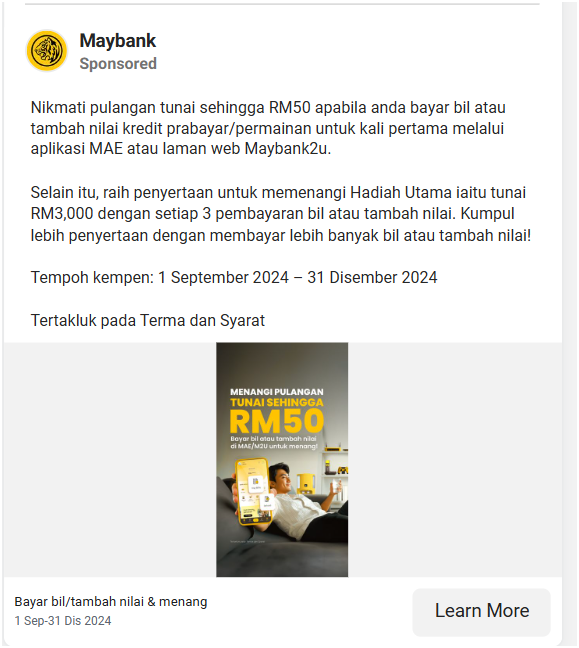 Maybank
Sponsored
Nikmati pulangan tunai sehingga RM50 apabila anda bayar bil atau
tambah nilai kredit prabayar/permainan untuk kali pertama melalui
aplikasi MAE atau laman web Maybank2u.
Selain itu, raih penyertaan untuk memenangi Hadiah Utama iaitu tunai
RM3,000 dengan setiap 3 pembayaran bil atau tambah nilai. Kumpul
lebih penyertaan dengan membayar lebih banyak bil atau tambah nilai!
Tempoh kempen: 1 September 2024 – 31 Disember 2024
Tertakluk pada Terma dan Syarat
MENANGI PULANGAN
TUNAI SEHINGGA
RM50
Bayar bil atau tambah nilai
di MAE/M2U untuk menang!
Bayar bil/tambah nilai & menang
1 Sep-31 Dis 2024
Learn More